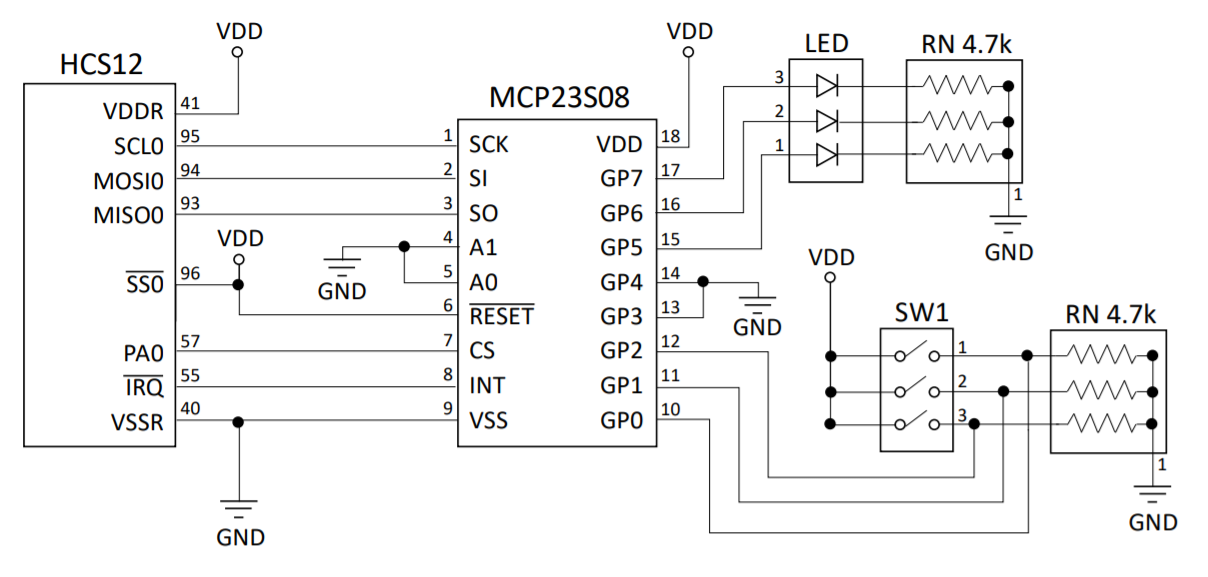 HCS12
VDD
VDDR 41
SCL0 95
MOSI0 94
MISO0 93
VDD
SS0 96
PA0 57
IRQ 55
VSSR 40
GND
GND
MCP23S08
1 SCK
2 SI
3 SO
4 A1
5 A0
6 RESET
7 CS
8 INT
9 VSS
VDD
VDD 18
GP7 17
GP6 16
GP5 15
GP4 14
GP3 13
GP2 12
GP1 11
GP0 10
GND
LED
3
2
1
RN 4.7k
1
GND
VDD
SW1
1
2
3
RN 4.7k
1
GND